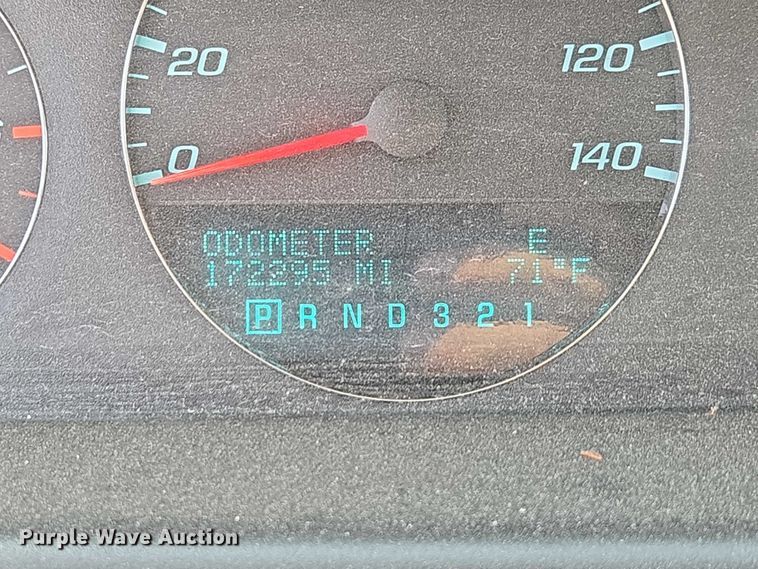 20
120
0
140
ODOMETER E
172295 MI 71°F
P R N D 3 2 1
Purple Wave Auction